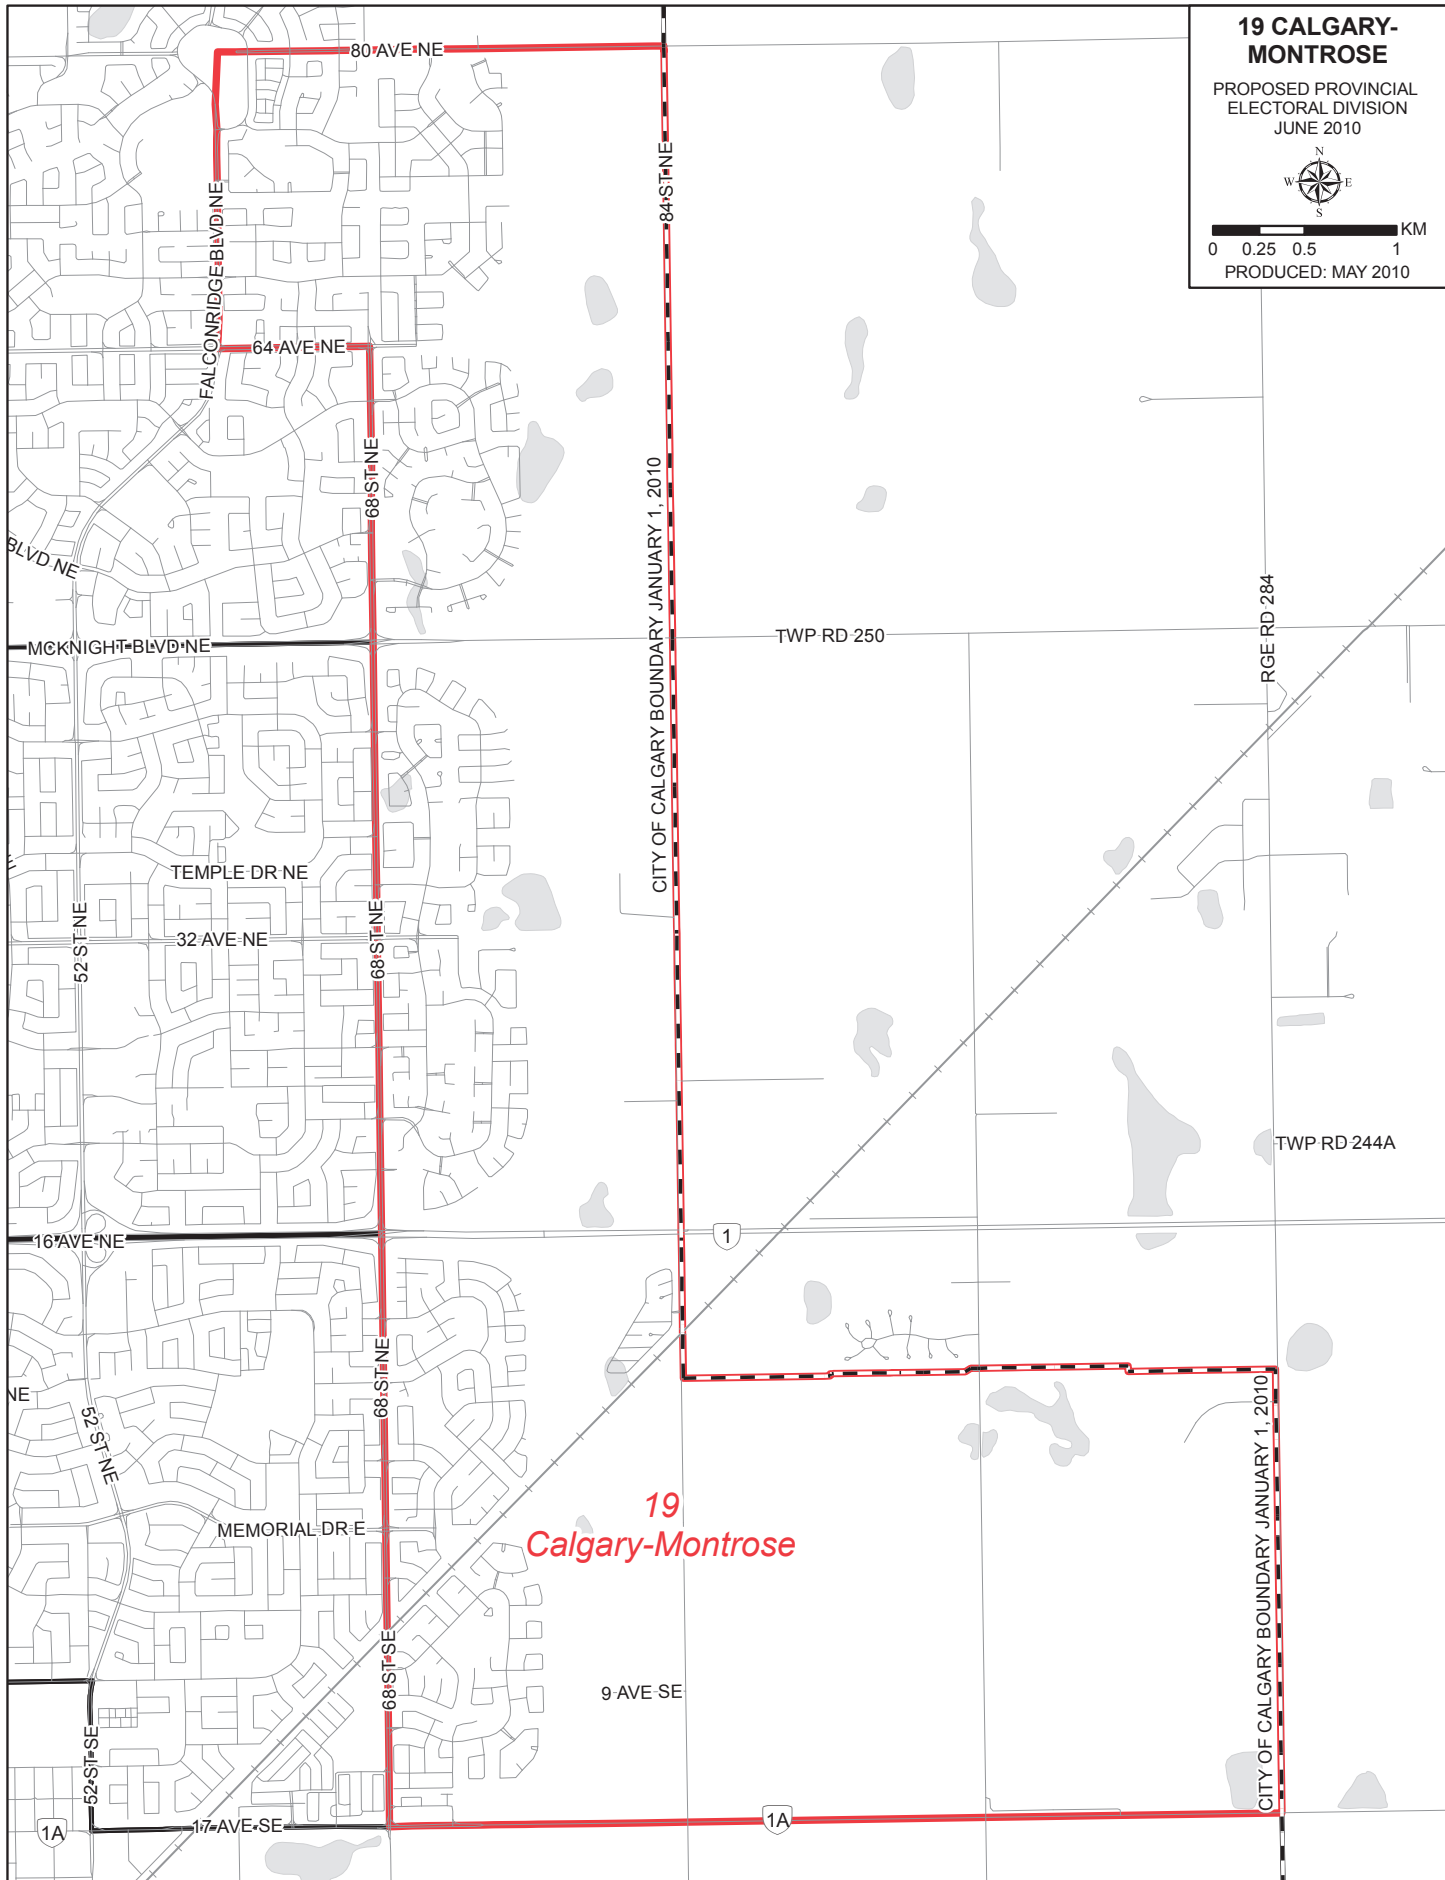 19 CALGARY-
MONTROSE
PROPOSED PROVINCIAL
ELECTORAL DIVISION
JUNE 2010
N
W E
S
KM
0 0.25 0.5 1
PRODUCED: MAY 2010
80 AVE NE
84 ST NE
FALCONRIDGE BLVD NE
64 AVE NE
68 ST NE
CITY OF CALGARY BOUNDARY JANUARY 1, 2010
BLVD NE
RGE RD 284
MCKNIGHT BLVD NE
TWP RD 250
TEMPLE DR NE
52 ST NE
32 AVE NE
68 ST NE
TWP RD 244A
16 AVE NE
1
68 ST NE
NE
52 ST NE
CITY OF CALGARY BOUNDARY JANUARY 1, 2010
19
Calgary-Montrose
MEMORIAL DR E
68 ST SE
9 AVE SE
52 ST SE
1A
17 AVE SE
1A